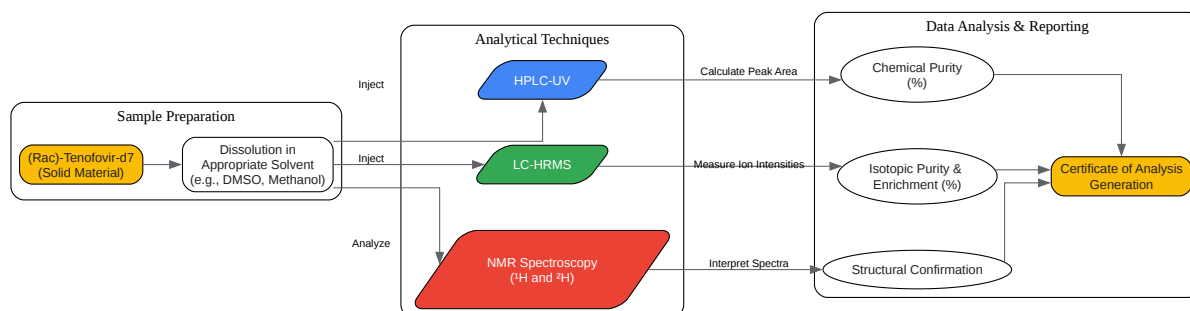 Sample Preparation
(Rac)-Tenofovir-d7
(Solid Material)
Dissolution in
Appropriate Solvent
(e.g., DMSO, Methanol)
Inject
Inject
Analyze
Analytical Techniques
HPLC-UV
LC-HRMS
NMR Spectroscopy
(¹H and ²H)
Calculate Peak Area
Measure Ion Intensities
Interpret Spectra
Data Analysis & Reporting
Chemical Purity
(%)
Isotopic Purity &
Enrichment (%)
Structural Confirmation
Certificate of Analysis
Generation